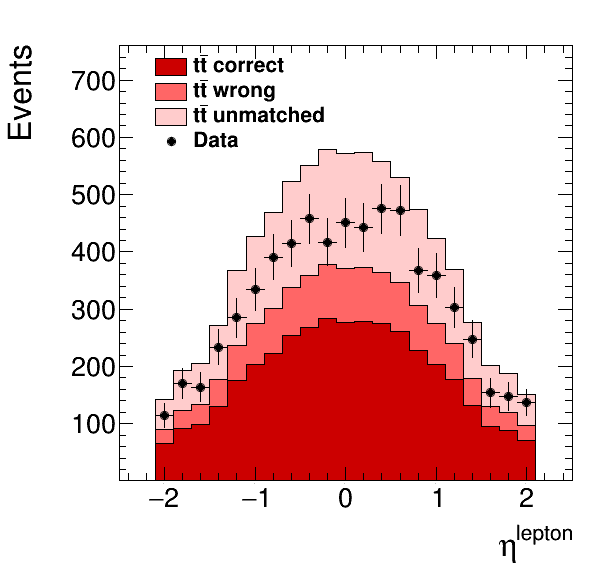 Events
700
600
500
400
300
200
100
tt̄ correct
tt̄ wrong
tt̄ unmatched
Data
−2 −1 0 1 2
η^lepton